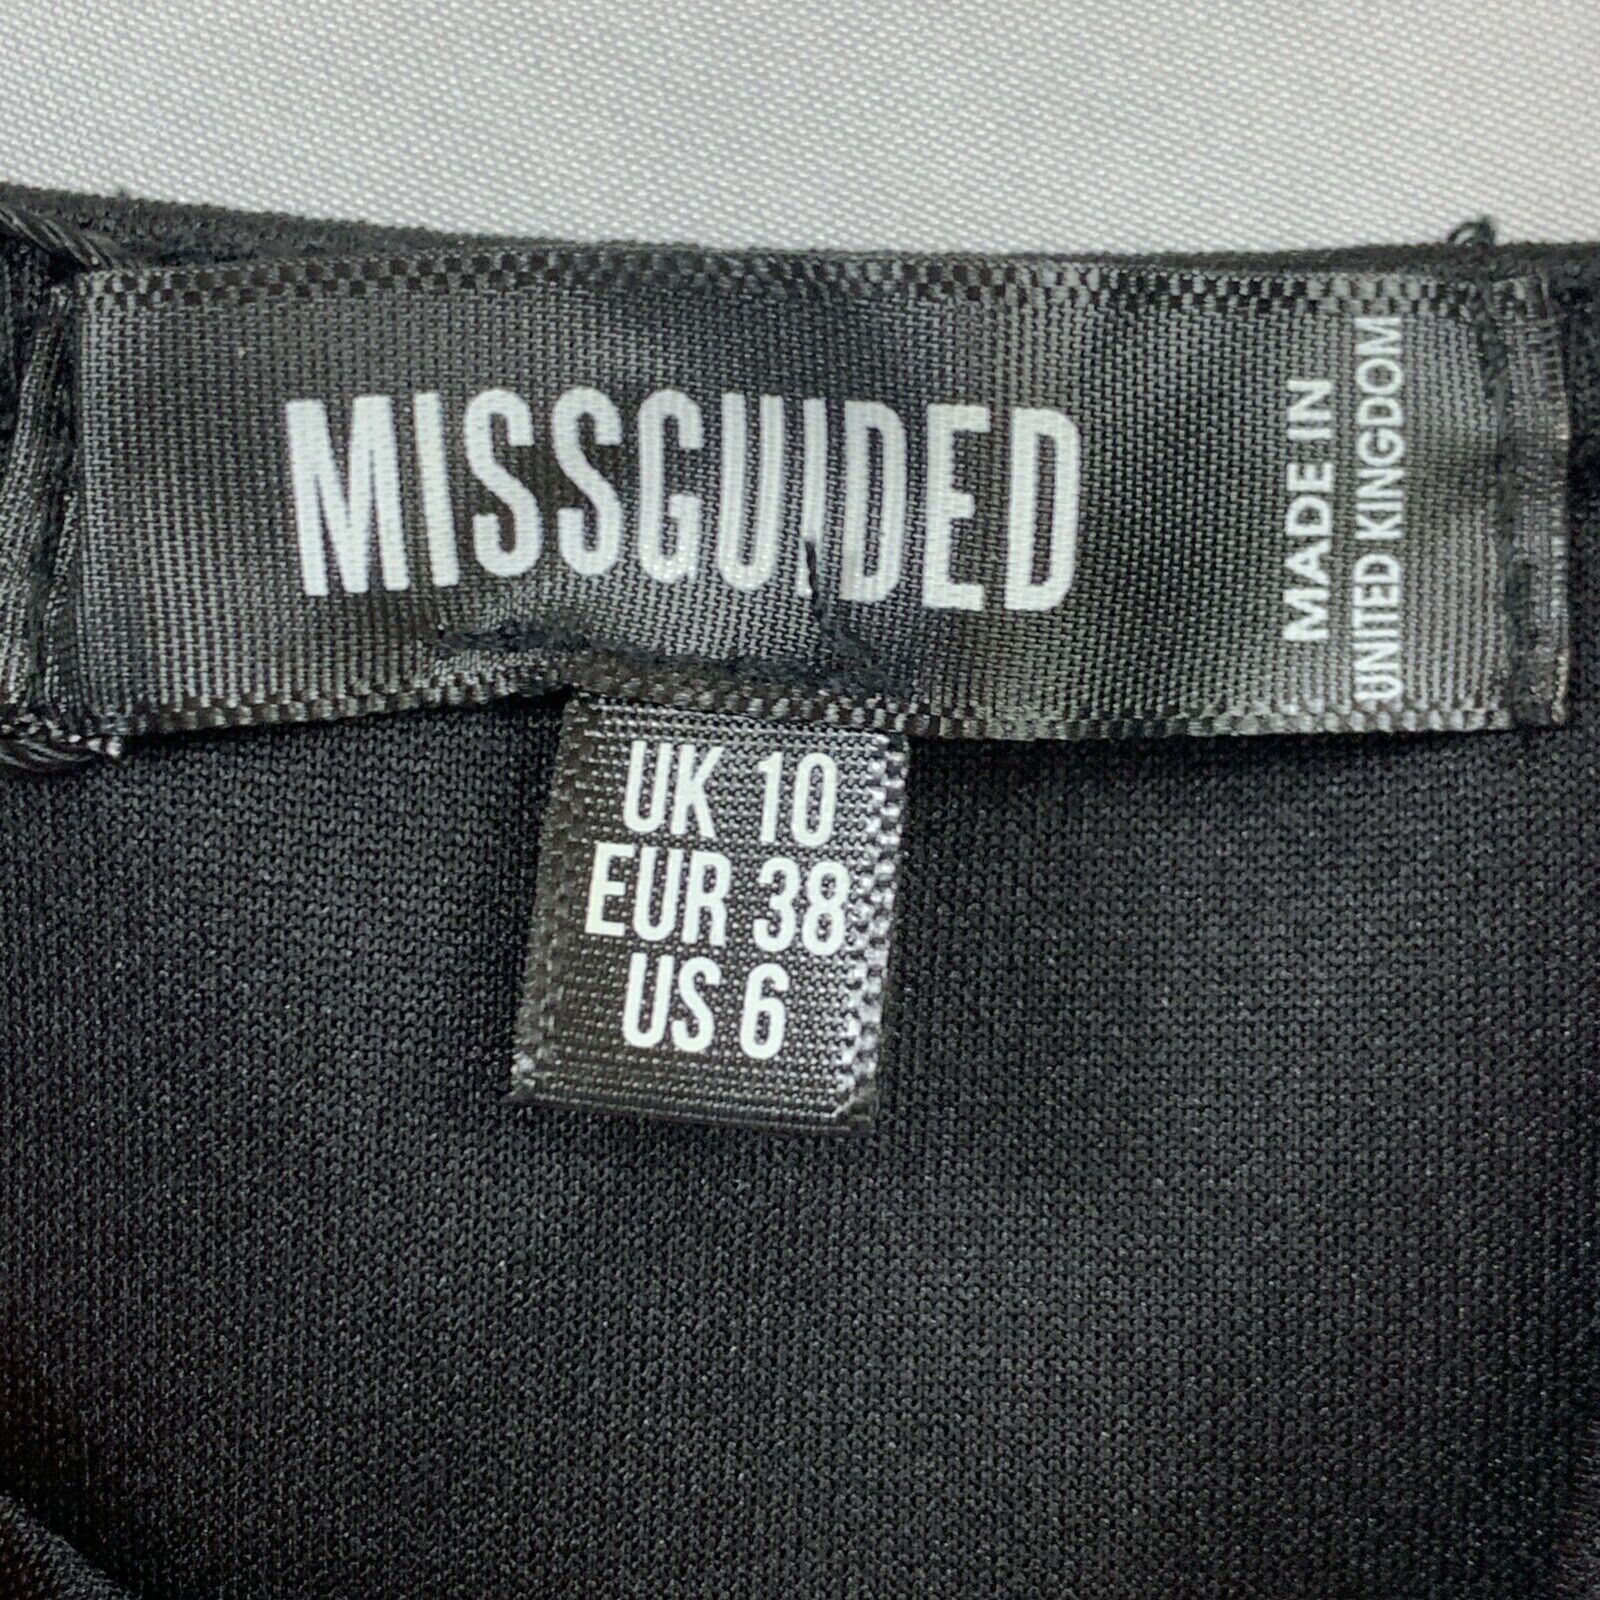 MISSGUIDED
MADE IN
UNITED KINGDOM
UK 10
EUR 38
US 6